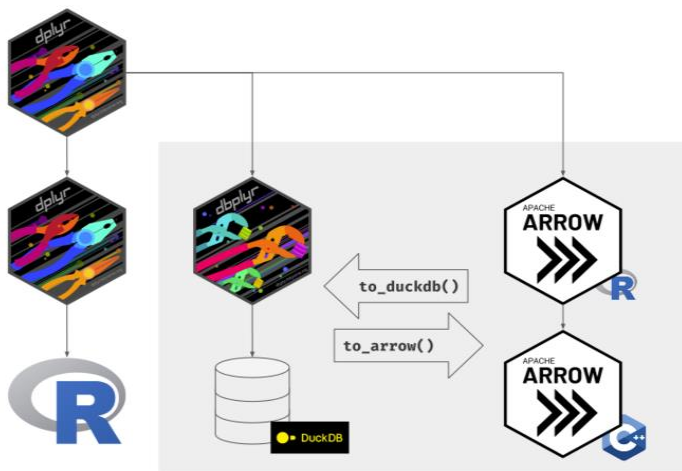 dplyr
dplyr
dbplyr
APACHE
ARROW
R
to_duckdb()
to_arrow()
APACHE
ARROW
R
DuckDB
C++